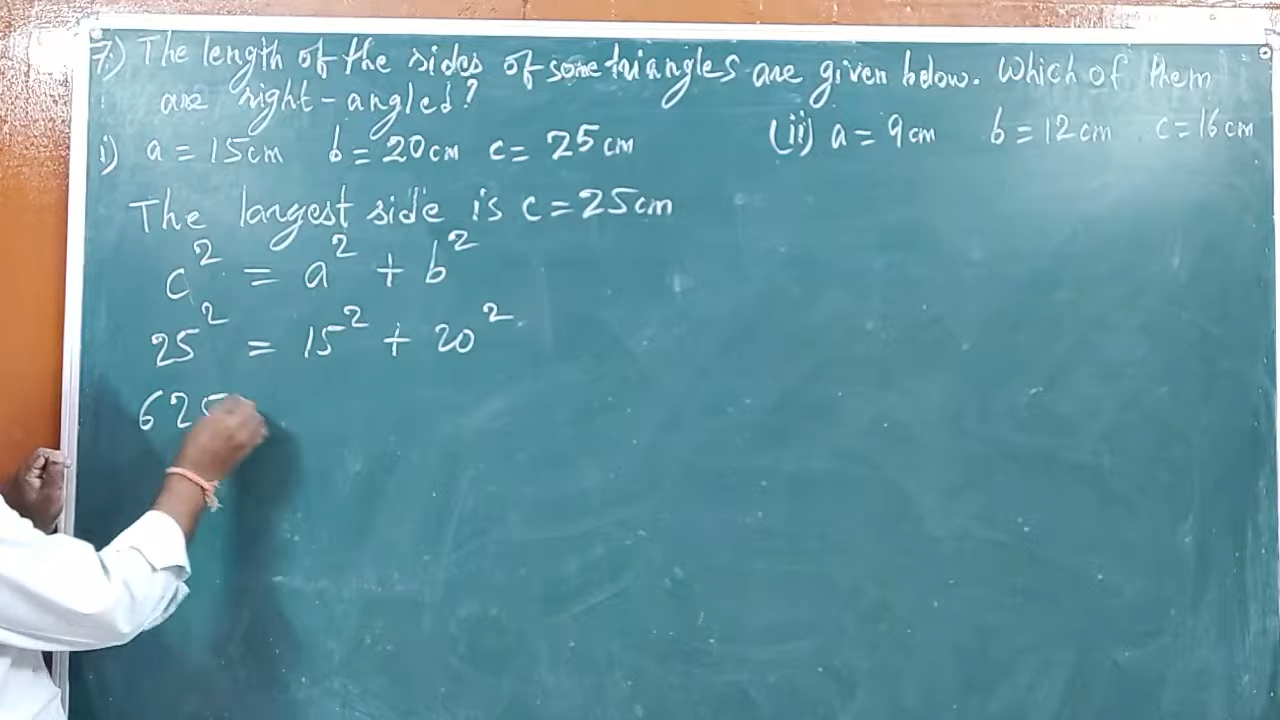 7.) The length of the sides of some triangles are given below. Which of them
are right-angled?
i) a = 15cm b = 20cm c = 25cm
(ii) a = 9cm b = 12cm c = 16cm
The largest side is c = 25cm
c² = a² + b²
25² = 15² + 20²
625